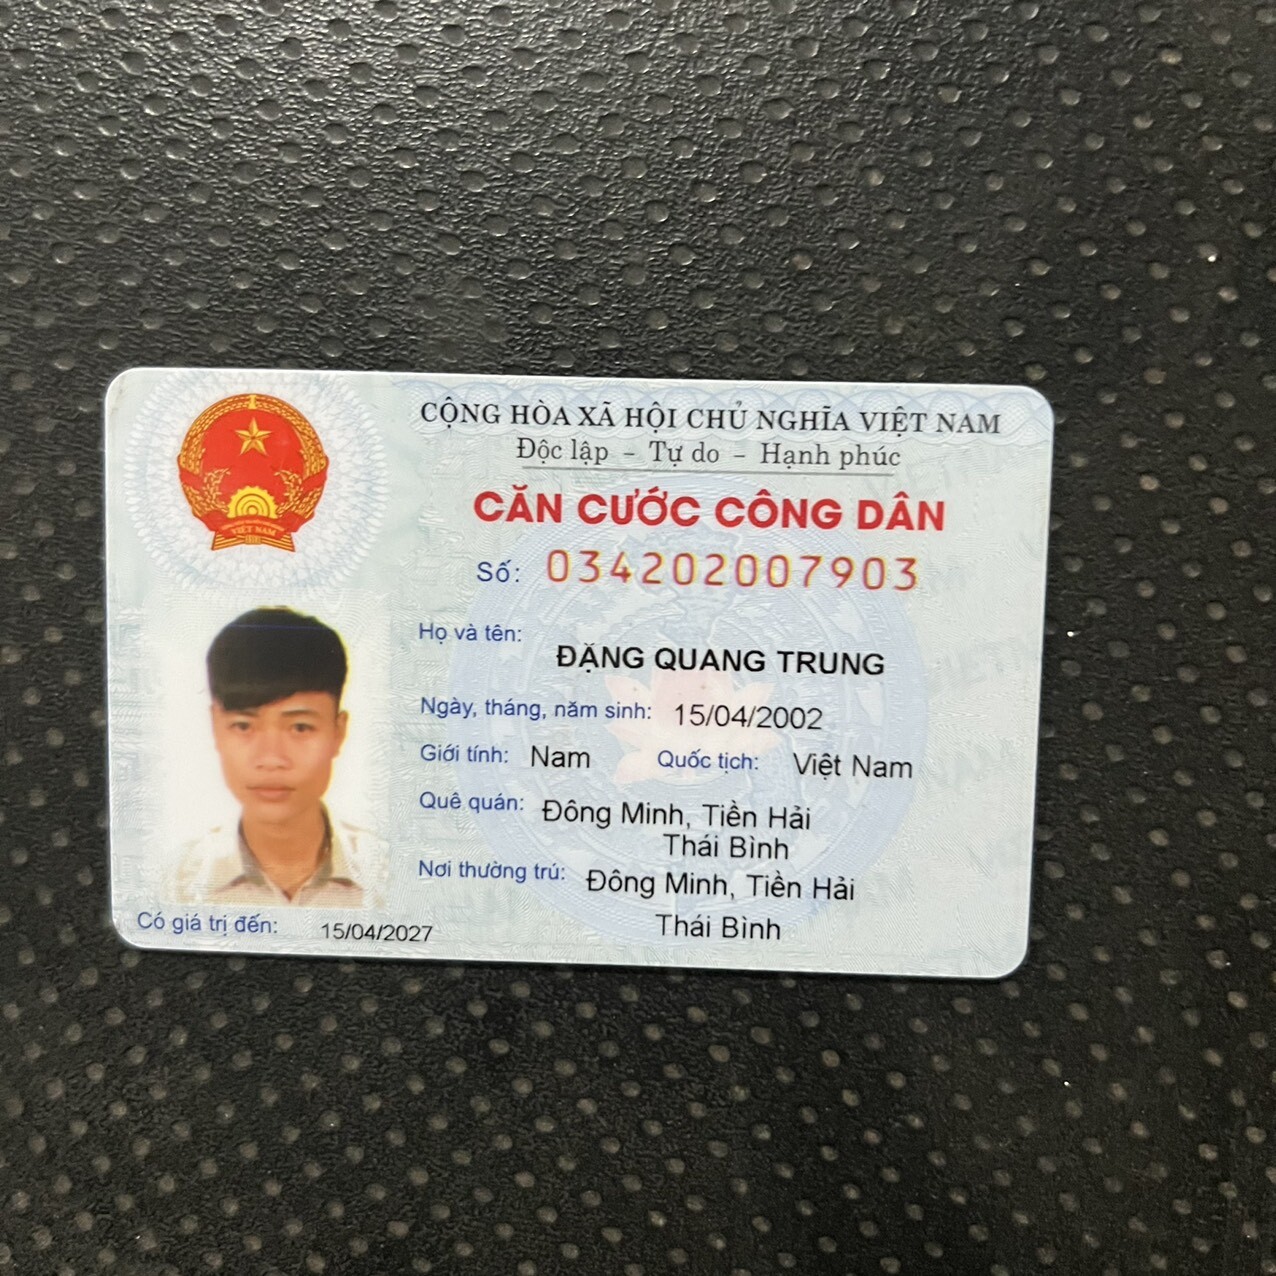 CỘNG HÒA XÃ HỘI CHỦ NGHĨA VIỆT NAM
Độc lập – Tự do – Hạnh phúc
CĂN CƯỚC CÔNG DÂN
Số: 034202007903
Họ và tên:
ĐẶNG QUANG TRUNG
Ngày, tháng, năm sinh: 15/04/2002
Giới tính: Nam Quốc tịch: Việt Nam
Quê quán: Đông Minh, Tiền Hải
Thái Bình
Nơi thường trú: Đông Minh, Tiền Hải
Thái Bình
Có giá trị đến: 15/04/2027
VIỆT NAM